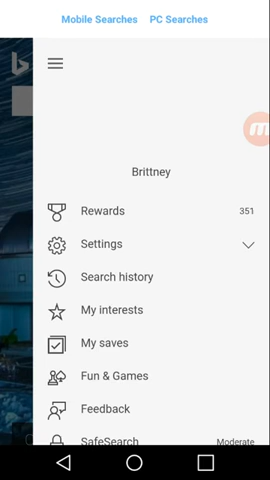 Mobile Searches PC Searches
Brittney
Rewards 351
Settings
Search history
My interests
My saves
Fun & Games
Feedback
SafeSearch Moderate